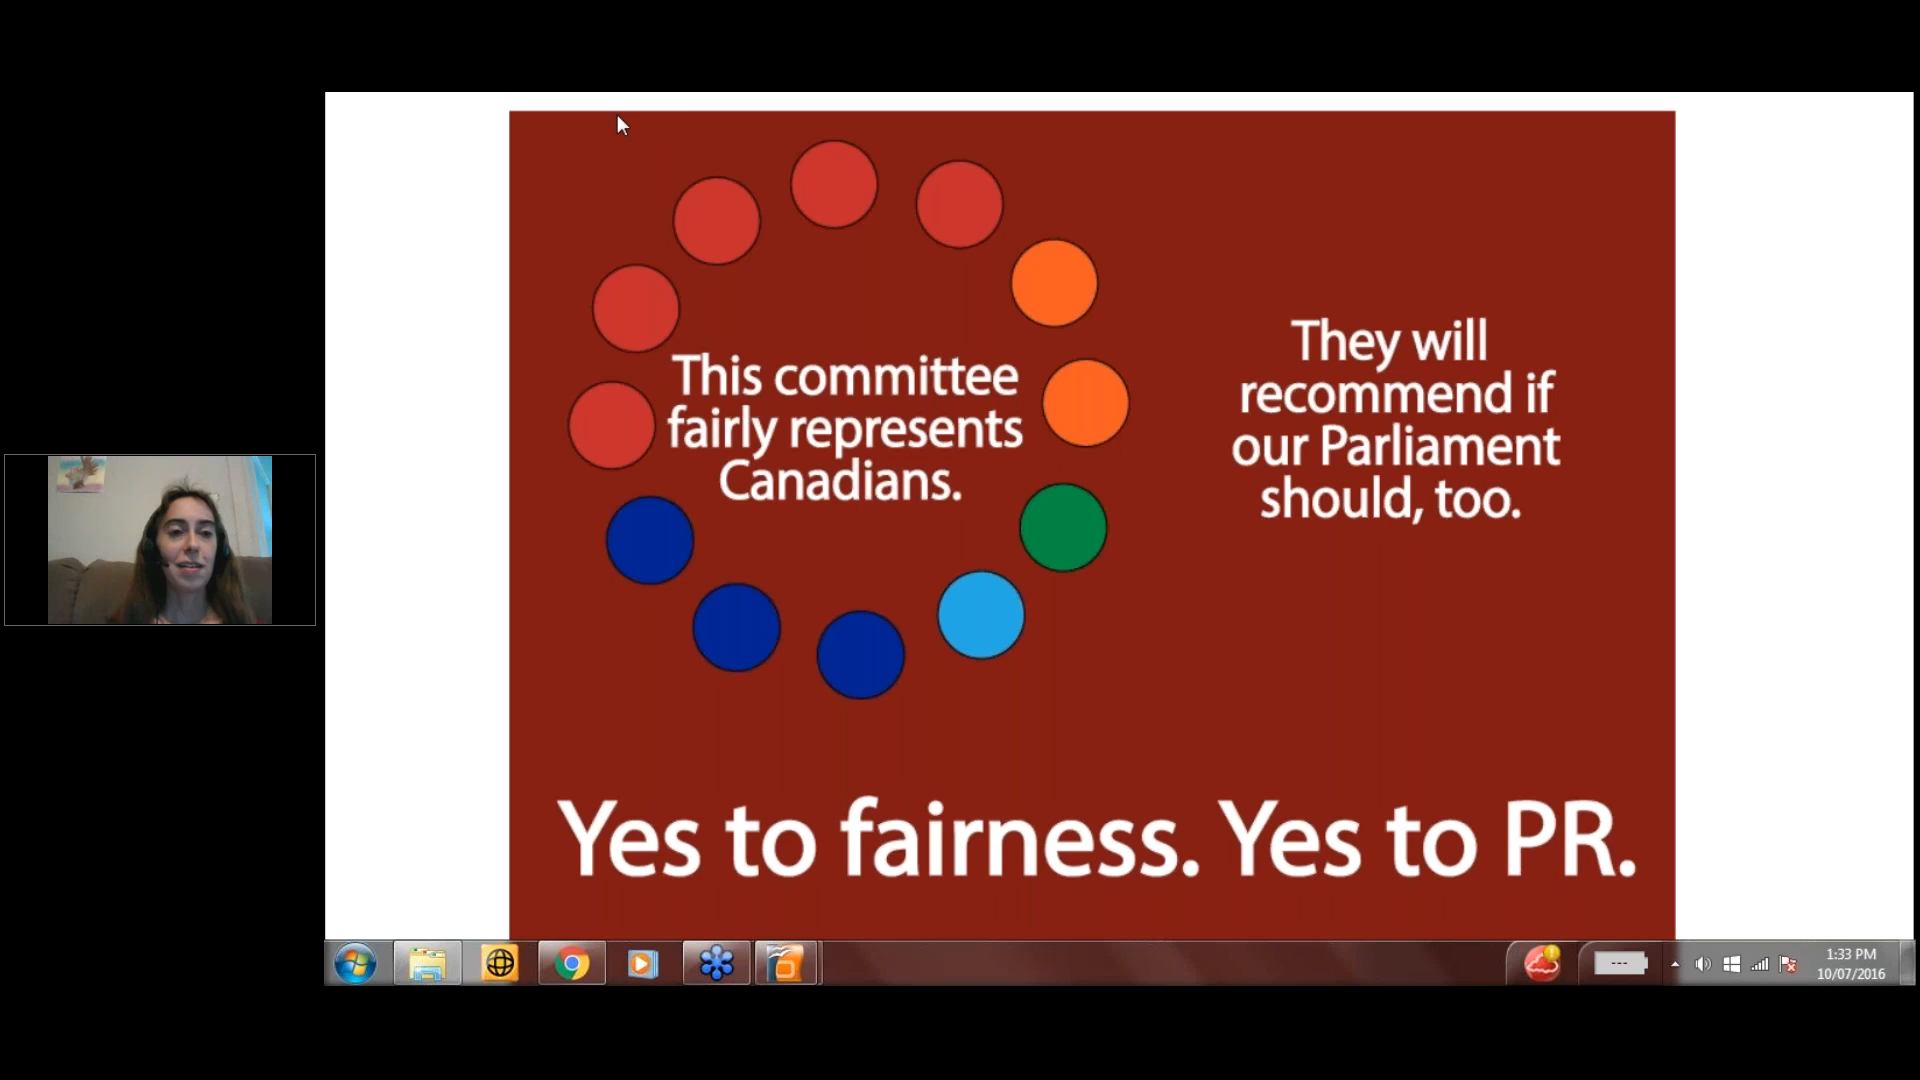 This committee
fairly represents
Canadians.
They will
recommend if
our Parliament
should, too.
Yes to fairness. Yes to PR.
---
1:33 PM
10/07/2016